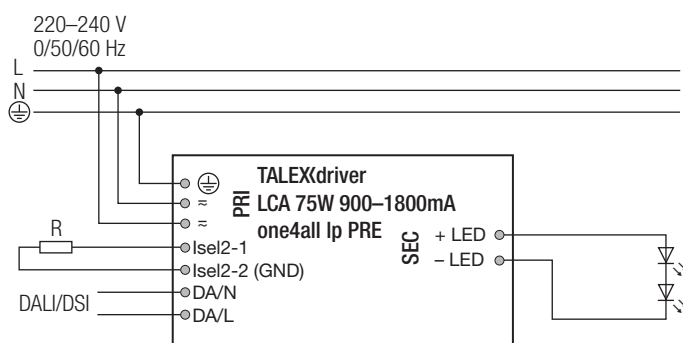 220–240 V
0/50/60 Hz
L
N
PRI
TALEXXdriver
LCA 75W 900–1800mA
one4all lp PRE
≂
≂
R
Isel2-1
Isel2-2 (GND)
DALI/DSI
DA/N
DA/L
SEC
+ LED
– LED